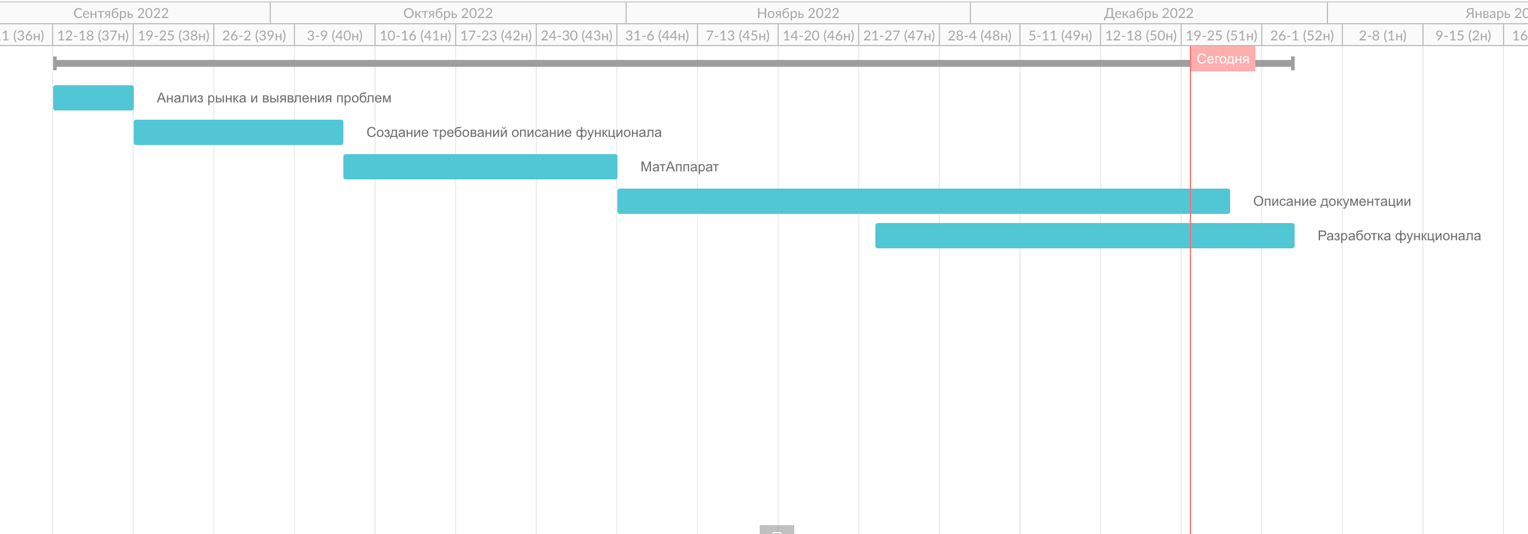 Сентябрь 2022 Октябрь 2022 Ноябрь 2022 Декабрь 2022 Январь 20
1 (36н) 12-18 (37н) 19-25 (38н) 26-2 (39н) 3-9 (40н) 10-16 (41н) 17-23 (42н) 24-30 (43н) 31-6 (44н) 7-13 (45н) 14-20 (46н) 21-27 (47н) 28-4 (48н) 5-11 (49н) 12-18 (50н) 19-25 (51н) 26-1 (52н) 2-8 (1н) 9-15 (2н) 16
Сегодня
Анализ рынка и выявления проблем
Создание требований описание функционала
МатАппарат
Описание документации
Разработка функционала